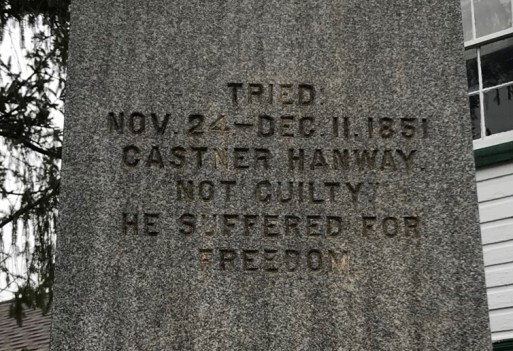 TRIED
NOV. 24–DEC. 11. 1851
CASTNER HANWAY.
NOT GUILTY
HE SUFFERED FOR
FREEDOM